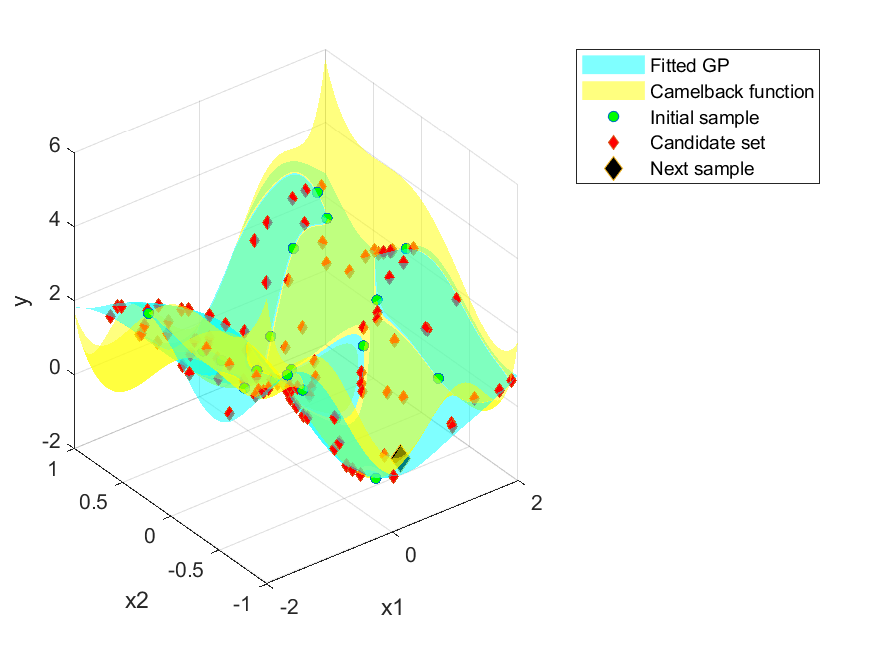 Fitted GP
Camelback function
Initial sample
Candidate set
Next sample
6
4
2
0
-2
y
1
0.5
0
-0.5
-1
x2
-2
0
2
x1